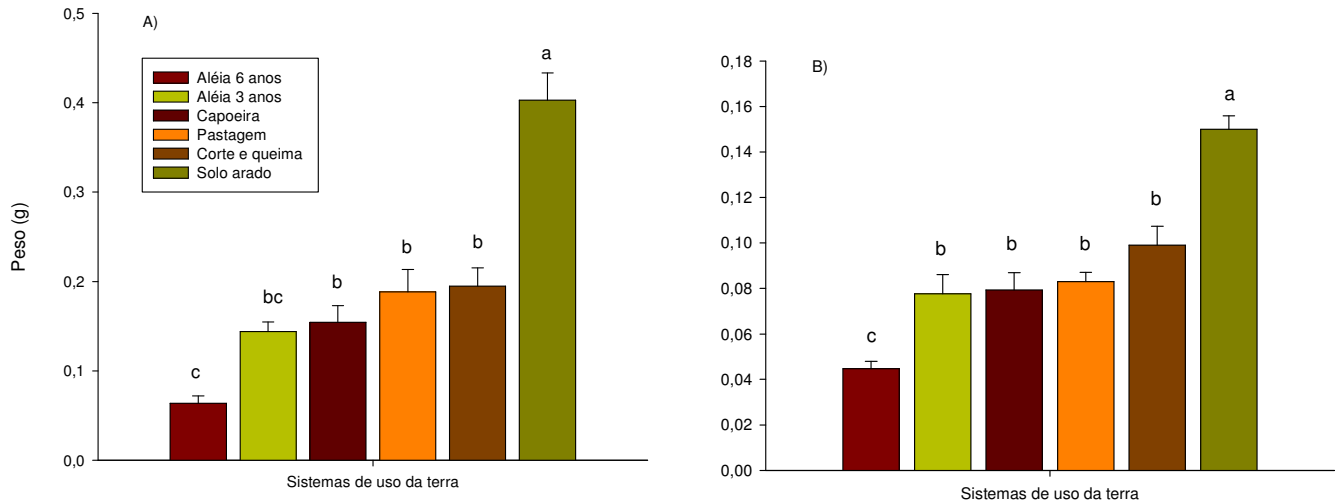 A)
0,5
0,4
0,3
0,2
0,1
0,0
Peso (g)
Aléia 6 anos
Aléia 3 anos
Capoeira
Pastagem
Corte e queima
Solo arado
c
bc
b
b
b
a
Sistemas de uso da terra
B)
0,18
0,16
0,14
0,12
0,10
0,08
0,06
0,04
0,02
0,00
c
b
b
b
b
a
Sistemas de uso da terra